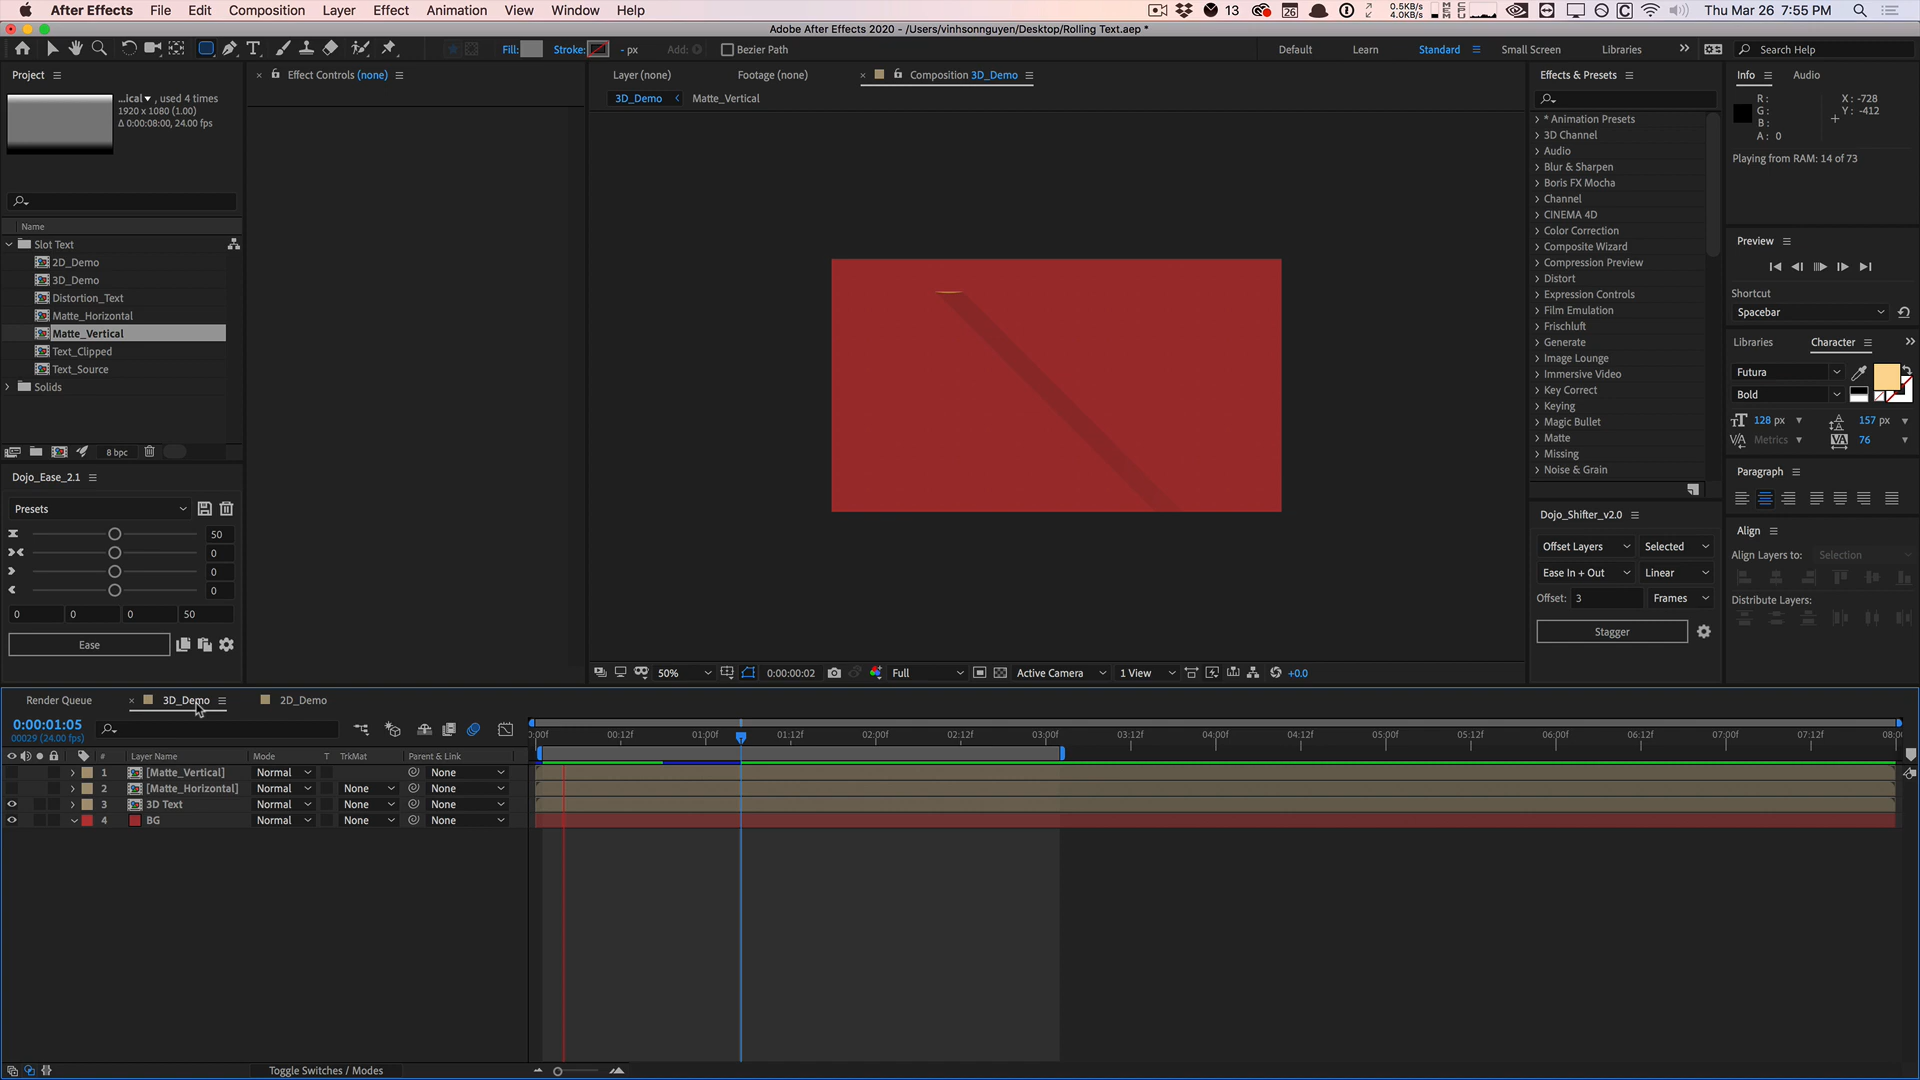 After Effects File Edit Composition Layer Effect Animation View Window Help 13 26 0.5KB/s 4.0KB/s Thu Mar 26 7:55 PM
Adobe After Effects 2020 - /Users/vinhsonnguyen/Desktop/Rolling Text.aep *
Fill: Stroke: - px Add: Bezier Path Default Learn Standard Small Screen Libraries Search Help
Project
...ical, used 4 times
1920 x 1080 (1.00)
Δ 0:00:08:00, 24.00 fps
Name
Slot Text
2D_Demo
3D_Demo
Distortion_Text
Matte_Horizontal
Matte_Vertical
Text_Clipped
Text_Source
Solids
8 bpc
Dojo_Ease_2.1
Presets
50
0
0
0
0 0 0 50
Ease
Effect Controls (none)
Layer (none) Footage (none) Composition 3D_Demo
3D_Demo Matte_Vertical
50% 0:00:00:02 Full Active Camera 1 View +0.0
Effects & Presets
* Animation Presets
3D Channel
Audio
Blur & Sharpen
Boris FX Mocha
Channel
CINEMA 4D
Color Correction
Composite Wizard
Compression Preview
Distort
Expression Controls
Film Emulation
Frischluft
Generate
Image Lounge
Immersive Video
Key Correct
Keying
Magic Bullet
Matte
Missing
Noise & Grain
Dojo_Shifter_v2.0
Offset Layers Selected
Ease In + Out Linear
Offset: 3 Frames
Stagger
Info Audio
R: X: -728
G: Y: -412
B:
A: 0
Playing from RAM: 14 of 73
Preview
Shortcut
Spacebar
Libraries Character
Futura
Bold
128 px 157 px
Metrics 76
Paragraph
Align
Align Layers to: Selection
Distribute Layers:
Render Queue 3D_Demo 2D_Demo
0:00:01:05
00029 (24.00 fps)
:00f 00:12f 01:00f 01:12f 02:00f 02:12f 03:00f 03:12f 04:00f 04:12f 05:00f 05:12f 06:00f 06:12f 07:00f 07:12f 08:00
# Layer Name Mode T TrkMat Parent & Link
1 [Matte_Vertical] Normal None
2 [Matte_Horizontal] Normal None None
3 3D Text Normal None None
4 BG Normal None None
Toggle Switches / Modes